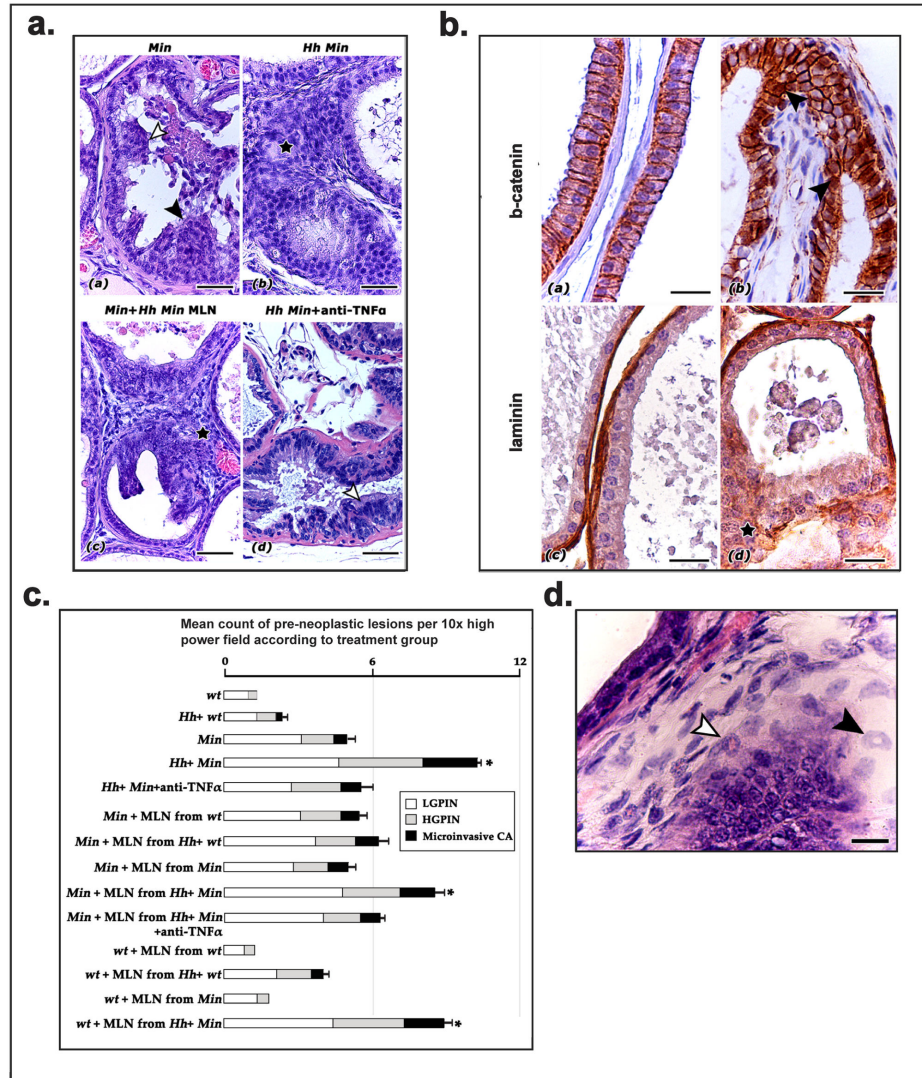 a.
Min
Hh Min
(a)
(b)
Min+Hh Min MLN
Hh Min+anti-TNFα
(c)
(d)
b.
b-catenin
(a)
(b)
laminin
(c)
(d)
c.
Mean count of pre-neoplastic lesions per 10x high
power field according to treatment group
0 6 12
wt
Hh+ wt
Min
Hh+ Min
*
Hh+ Min+anti-TNFα
Min + MLN from wt
Min + MLN from Hh+ wt
Min + MLN from Min
Min + MLN from Hh+ Min
*
Min + MLN from Hh+ Min
+anti-TNFα
wt + MLN from wt
wt + MLN from Hh+ wt
wt + MLN from Min
wt + MLN from Hh+ Min
*
LGPIN
HGPIN
Microinvasive CA
d.